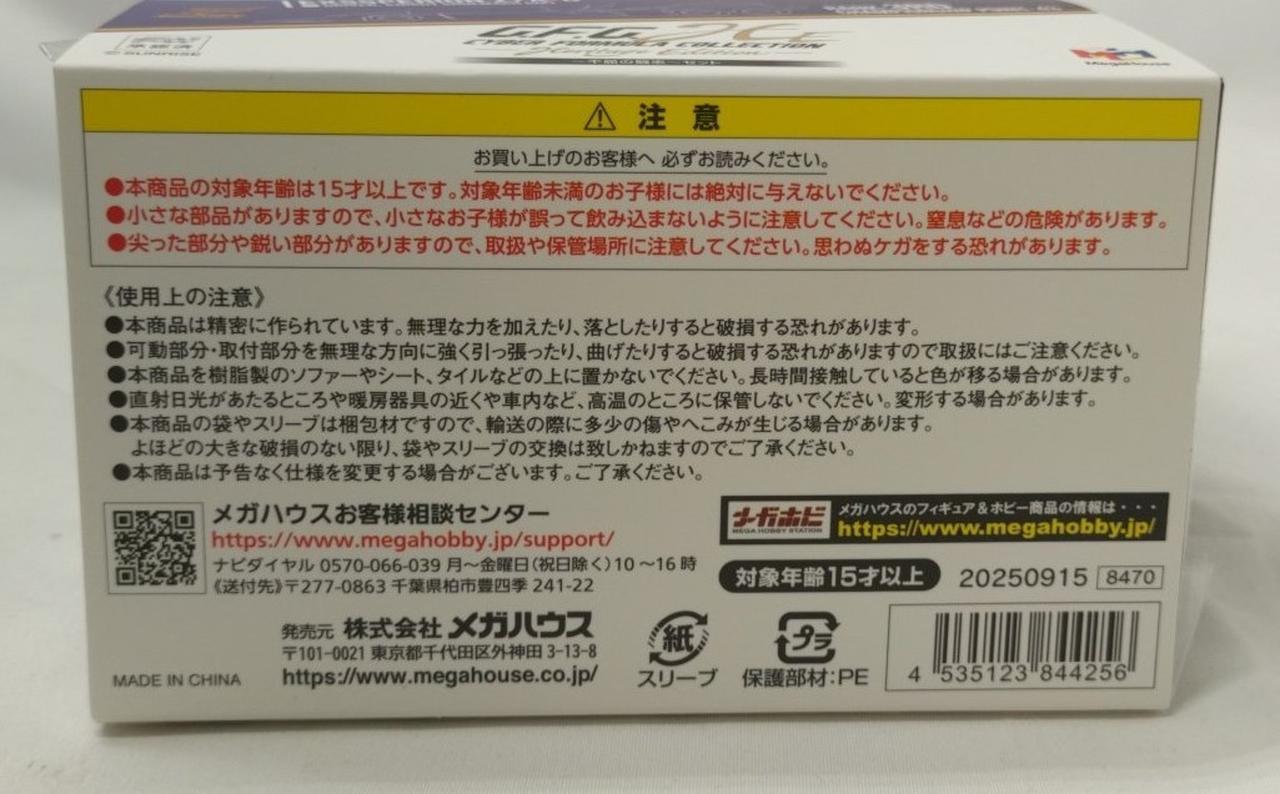 承認済
© SUNRISE
CYBER FORMULA COLLECTION
MegaHouse
注意
お買い上げのお客様へ 必ずお読みください。
●本商品の対象年齢は15才以上です。対象年齢未満のお子様には絶対に与えないでください。
●小さな部品がありますので、小さなお子様が誤って飲み込まないように注意してください。窒息などの危険があります。
●尖った部分や鋭い部分がありますので、取扱や保管場所に注意してください。思わぬケガをする恐れがあります。
《使用上の注意》
●本商品は精密に作られています。無理な力を加えたり、落としたりすると破損する恐れがあります。
●可動部分・取付部分を無理な方向に強く引っ張ったり、曲げたりすると破損する恐れがありますので取扱にはご注意ください。
●本商品を樹脂製のソファーやシート、タイルなどの上に置かないでください。長時間接触していると色が移る場合があります。
●直射日光があたるところや暖房器具の近くや車内など、高温のところに保管しないでください。変形する場合があります。
●本商品の袋やスリーブは梱包材ですので、輸送の際に多少の傷やへこみが生じる場合があります。
よほどの大きな破損のない限り、袋やスリーブの交換は致しかねますのでご了承ください。
●本商品は予告なく仕様を変更する場合がございます。ご了承ください。
メガハウスお客様相談センター
https://www.megahobby.jp/support/
ナビダイヤル 0570-066-039 月～金曜日(祝日除く)10～16時
《送付先》〒277-0863 千葉県柏市豊四季 241-22
メガホビ
MEGA HOBBY STATION
メガハウスのフィギュア&ホビー商品の情報は・・・
https://www.megahobby.jp/
対象年齢15才以上
20250915 8470
発売元 株式会社 メガハウス
〒101-0021 東京都千代田区外神田 3-13-8
https://www.megahouse.co.jp/
MADE IN CHINA
紙
スリーブ
プラ
保護部材:PE
4 535123 844256